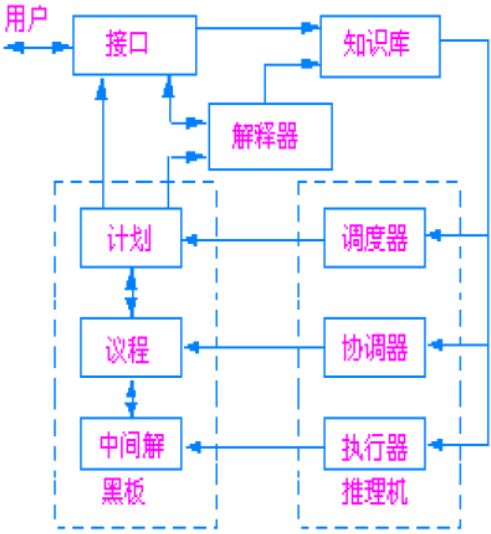 用户
接口
知识库
解释器
计划
调度器
议程
协调器
中间解
执行器
黑板
推理机